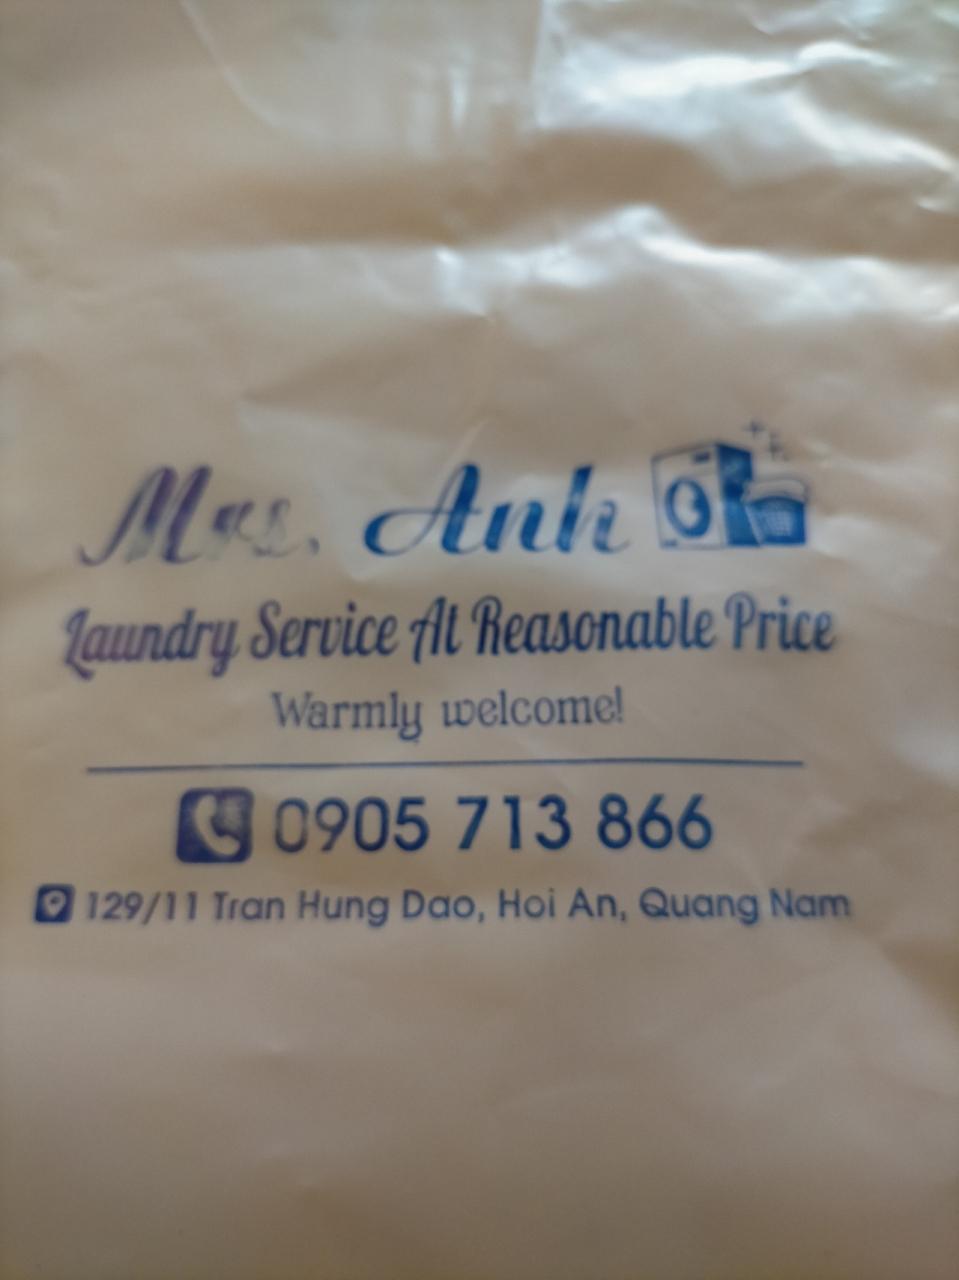 Mrs. Anh
Laundry Service At Reasonable Price
Warmly welcome!
0905 713 866
129/11 Tran Hung Dao, Hoi An, Quang Nam